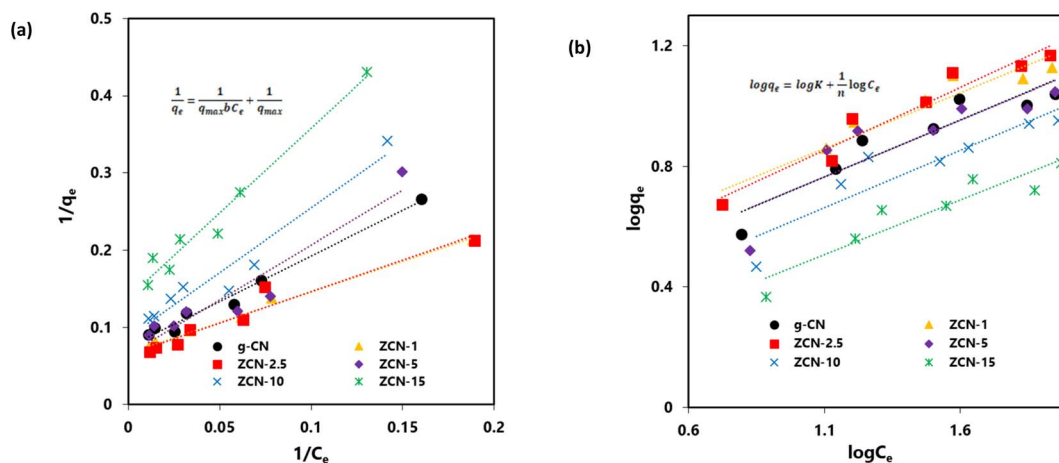 (a)
0.5
0.4
0.3
0.2
0.1
0
1/qₑ
1/qₑ = 1/(q_max bCₑ) + 1/q_max
g-CN
ZCN-1
ZCN-2.5
ZCN-5
ZCN-10
ZCN-15
0
0.05
0.1
0.15
0.2
1/Cₑ
(b)
1.2
0.8
0.4
0
logqₑ
logqₑ = logK + 1/n logCₑ
g-CN
ZCN-1
ZCN-2.5
ZCN-5
ZCN-10
ZCN-15
0.6
1.1
1.6
logCₑ